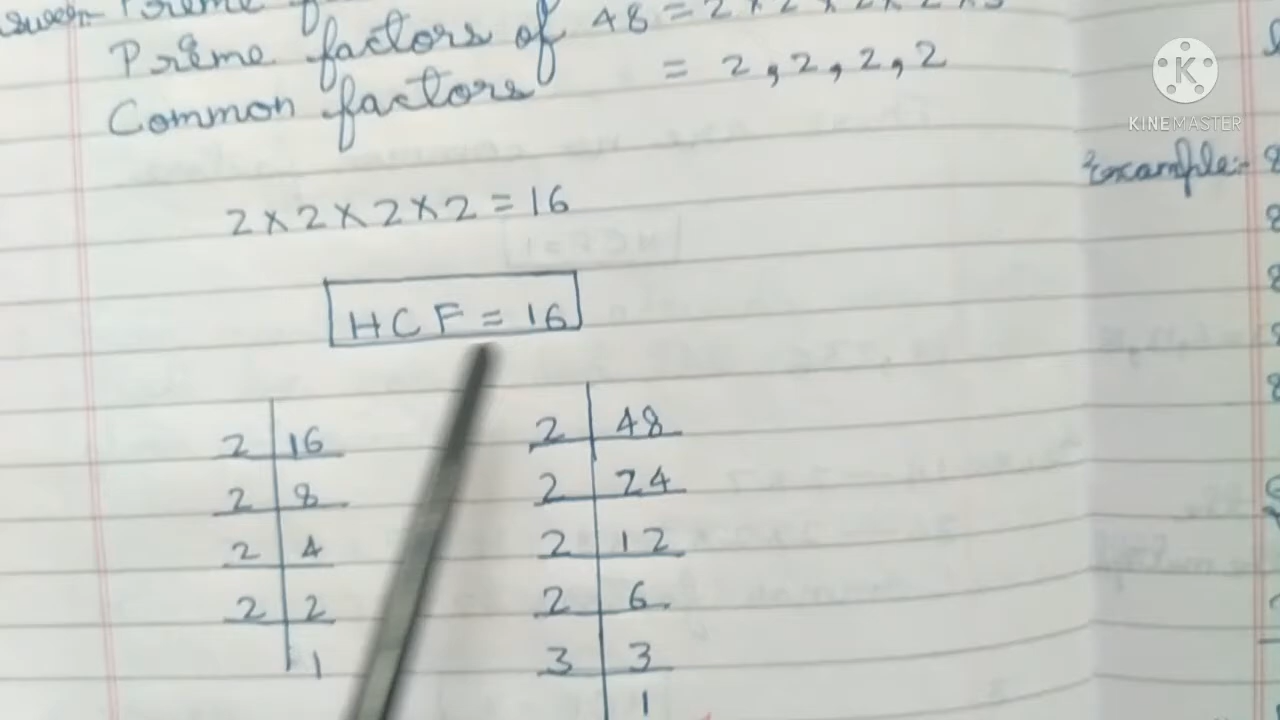 Prime
Prime factors of 48 = 2 × 2 × 2 × 2 × 3
Common factors = 2, 2, 2, 2
2 × 2 × 2 × 2 = 16
HCF = 16
2 | 16
2 | 8
2 | 4
2 | 2
1
2 | 48
2 | 24
2 | 12
2 | 6
3 | 3
1
Example:- 8
KINEMASTER